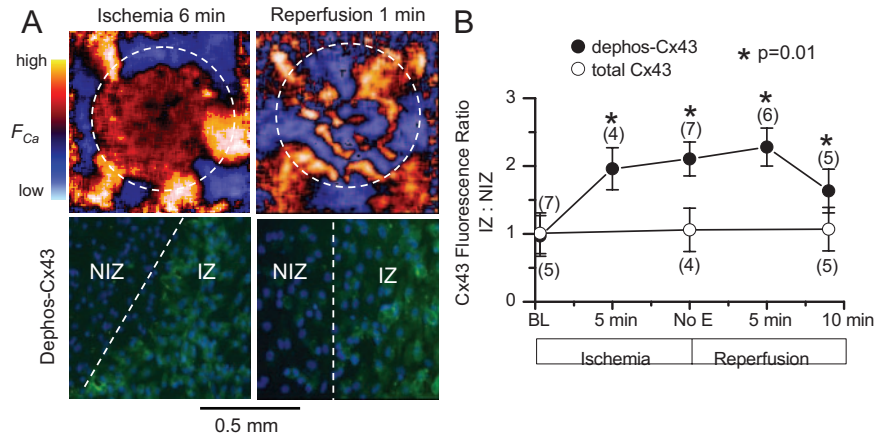 A
Ischemia 6 min
Reperfusion 1 min
high
F_Ca
low
Dephos-Cx43
NIZ
IZ
NIZ
IZ
0.5 mm
B
dephos-Cx43
total Cx43
* p=0.01
Cx43 Fluorescence Ratio
IZ : NIZ
3
2
1
0
(7)
(5)
* (4)
* (7)
(4)
* (6)
* (5)
(5)
BL
5 min
No E
5 min
10 min
Ischemia
Reperfusion